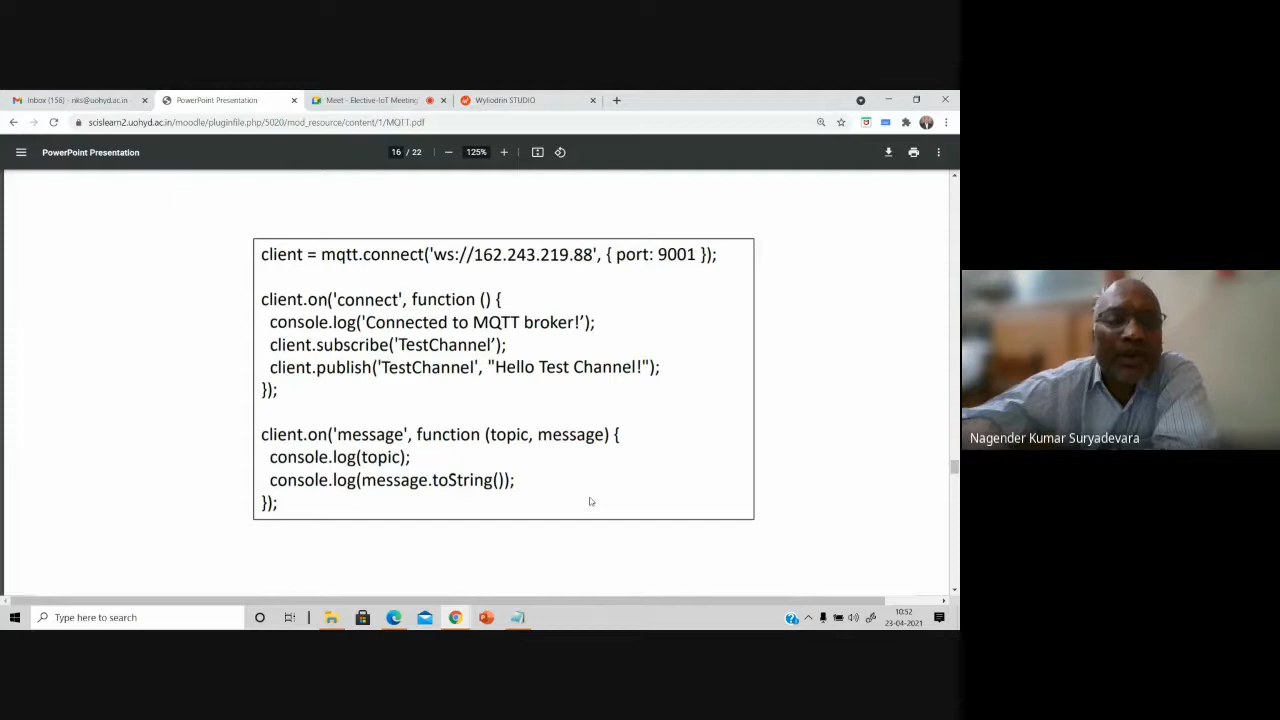 Inbox (156) - nks@uohyd.ac.in
PowerPoint Presentation
Meet - Elective-IoT Meeting
Wyliodrin STUDIO
scislearn2.uohyd.ac.in/moodle/pluginfile.php/5020/mod_resource/content/1/MQTT.pdf
PowerPoint Presentation
16 / 22
125%
client = mqtt.connect('ws://162.243.219.88', { port: 9001 });
client.on('connect', function () {
console.log('Connected to MQTT broker!’);
client.subscribe('TestChannel’);
client.publish('TestChannel', "Hello Test Channel!");
});
client.on('message', function (topic, message) {
console.log(topic);
console.log(message.toString());
});
Nagender Kumar Suryadevara
Type here to search
10:52
23-04-2021